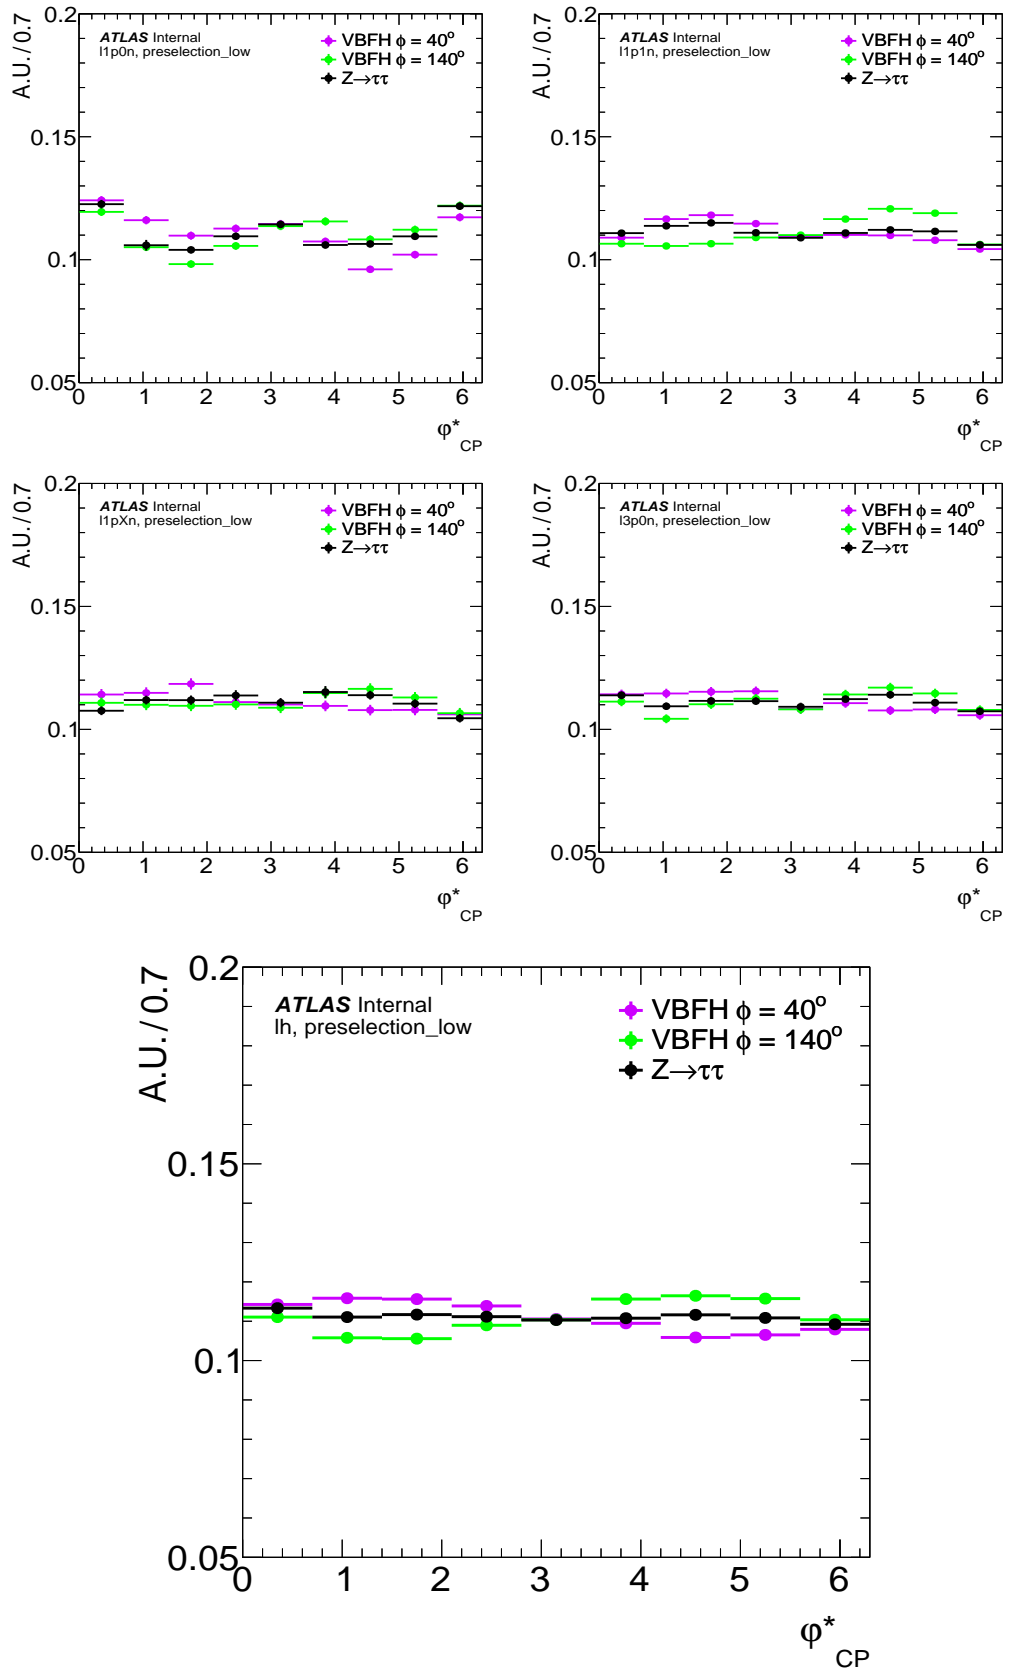 A.U. / 0.7
0.2
ATLAS Internal
l1p0n, preselection_low
VBFH ϕ = 40°
VBFH ϕ = 140°
Z→ττ
0.15
0.1
0.05
0 1 2 3 4 5 6
φ*CP
A.U. / 0.7
0.2
ATLAS Internal
l1p1n, preselection_low
VBFH ϕ = 40°
VBFH ϕ = 140°
Z→ττ
0.15
0.1
0.05
0 1 2 3 4 5 6
φ*CP
A.U. / 0.7
0.2
ATLAS Internal
l1pXn, preselection_low
VBFH ϕ = 40°
VBFH ϕ = 140°
Z→ττ
0.15
0.1
0.05
0 1 2 3 4 5 6
φ*CP
A.U. / 0.7
0.2
ATLAS Internal
l3p0n, preselection_low
VBFH ϕ = 40°
VBFH ϕ = 140°
Z→ττ
0.15
0.1
0.05
0 1 2 3 4 5 6
φ*CP
A.U. / 0.7
0.2
ATLAS Internal
lh, preselection_low
VBFH ϕ = 40°
VBFH ϕ = 140°
Z→ττ
0.15
0.1
0.05
0 1 2 3 4 5 6
φ*CP